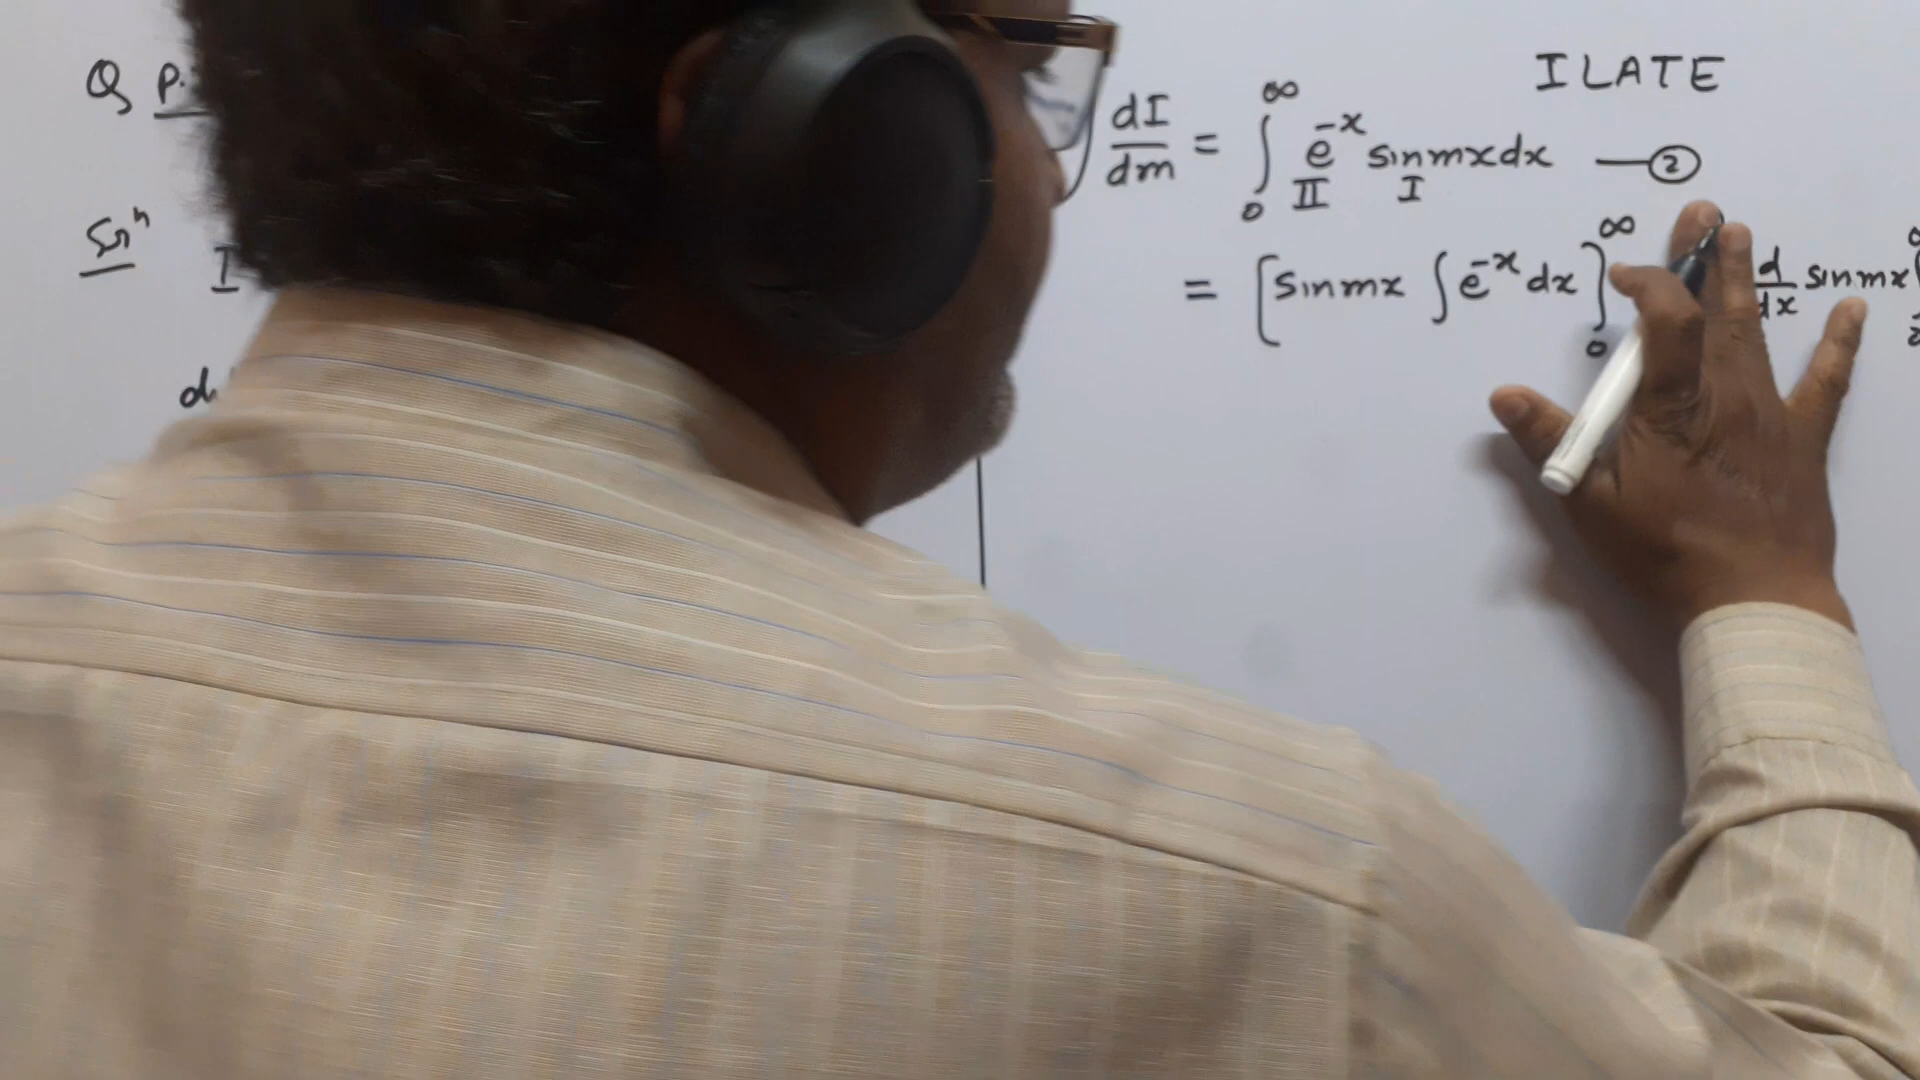 Q P.
Solⁿ
I
d
ILATE
dI/dm = ∫₀^∞ e^-x sinmx dx — ②
II I
= [sinmx ∫ e^-x dx]₀^∞ d/dx sinmx